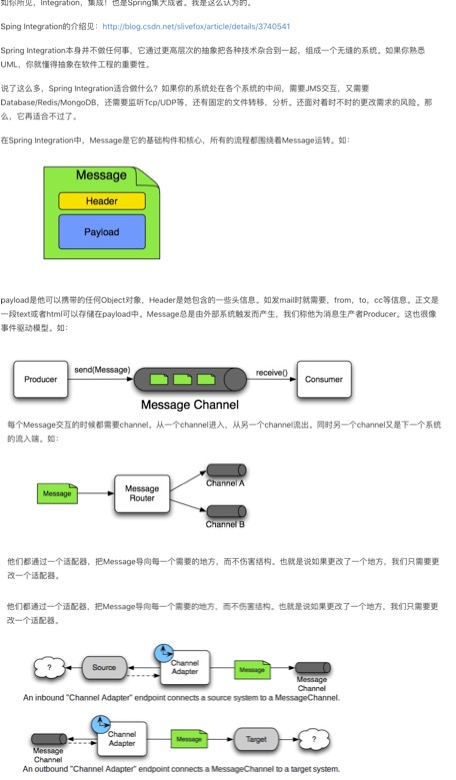 如你所见，Integration，集成！也是Spring集大成者。我是这么认为的。
Sping Integration的介绍见：http://blog.csdn.net/slivefox/article/details/3740541
Spring Integration本身并不做任何事，它通过更高层次的抽象把各种技术杂合到一起，组成一个无缝的系统。如果你熟悉
UML，你就懂得抽象在软件工程的重要性。
说了这么多，Spring Integration适合做什么？如果你的系统处在各个系统的中间，需要JMS交互，又需要
Database/Redis/MongoDB，还需要监听Tcp/UDP等，还有固定的文件转移，分析。还面对着时不时的更改需求的风险。那
么，它再适合不过了。
在Spring Integration中，Message是它的基础构件和核心，所有的流程都围绕着Message运转。如：
Message
Header
Payload
payload是他可以携带的任何Object对象，Header是她包含的一些头信息。如发mail时就需要，from，to，cc等信息。正文是
一段text或者html可以存储在payload中。Message总是由外部系统触发而产生，我们称他为消息生产者Producer。这也很像
事件驱动模型。如：
Producer
send(Message)
receive()
Consumer
Message Channel
每个Message交互的时候都需要channel。从一个channel进入，从另一个channel流出。同时另一个channel又是下一个系统
的流入端。如：
Message
Message
Router
Channel A
Channel B
他们都通过一个适配器，把Message导向每一个需要的地方，而不伤害结构。也就是说如果更改了一个地方，我们只需要更
改一个适配器。
他们都通过一个适配器，把Message导向每一个需要的地方，而不伤害结构。也就是说如果更改了一个地方，我们只需要更
改一个适配器。
?
Source
Channel
Adapter
Message
Message
Channel
An inbound "Channel Adapter" endpoint connects a source system to a MessageChannel.
Message
Channel
Channel
Adapter
Message
Target
?
An outbound "Channel Adapter" endpoint connects a MessageChannel to a target system.